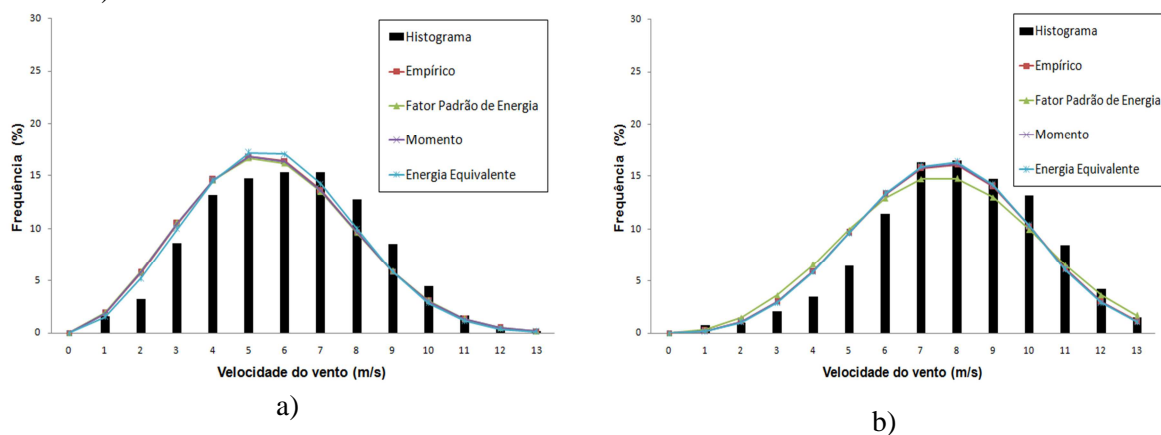 30
25
20
15
10
5
0
Frequência (%)
Histograma
Empírico
Fator Padrão de Energia
Momento
Energia Equivalente
0 1 2 3 4 5 6 7 8 9 10 11 12 13
Velocidade do vento (m/s)
a)
30
25
20
15
10
5
0
Frequência (%)
Histograma
Empírico
Fator Padrão de Energia
Momento
Energia Equivalente
0 1 2 3 4 5 6 7 8 9 10 11 12 13
Velocidade do vento (m/s)
b)